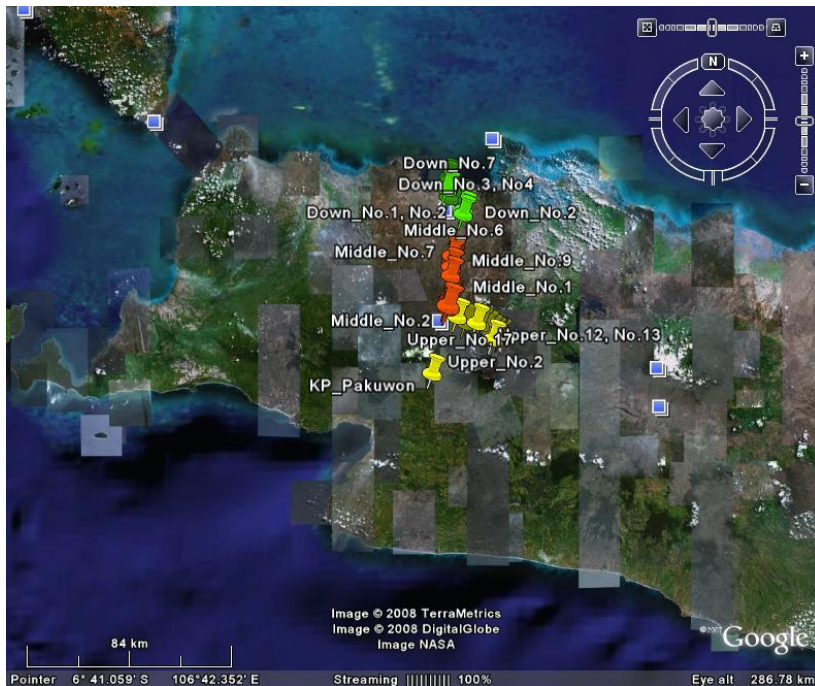 N
Down_No.7
Down_No.3, No4
Down_No.1, No.2
Down_No.2
Middle_No.6
Middle_No.7
Middle_No.9
Middle_No.1
Middle_No.2
Upper_No.12, No.13
Upper_No.17
Upper_No.2
KP_Pakuwon
Image © 2008 TerraMetrics
Image © 2008 DigitalGlobe
Image NASA
84 km
© 2007 Google
Pointer 6° 41.059' S 106° 42.352' E Streaming |||||||||| 100% Eye alt 286.78 km